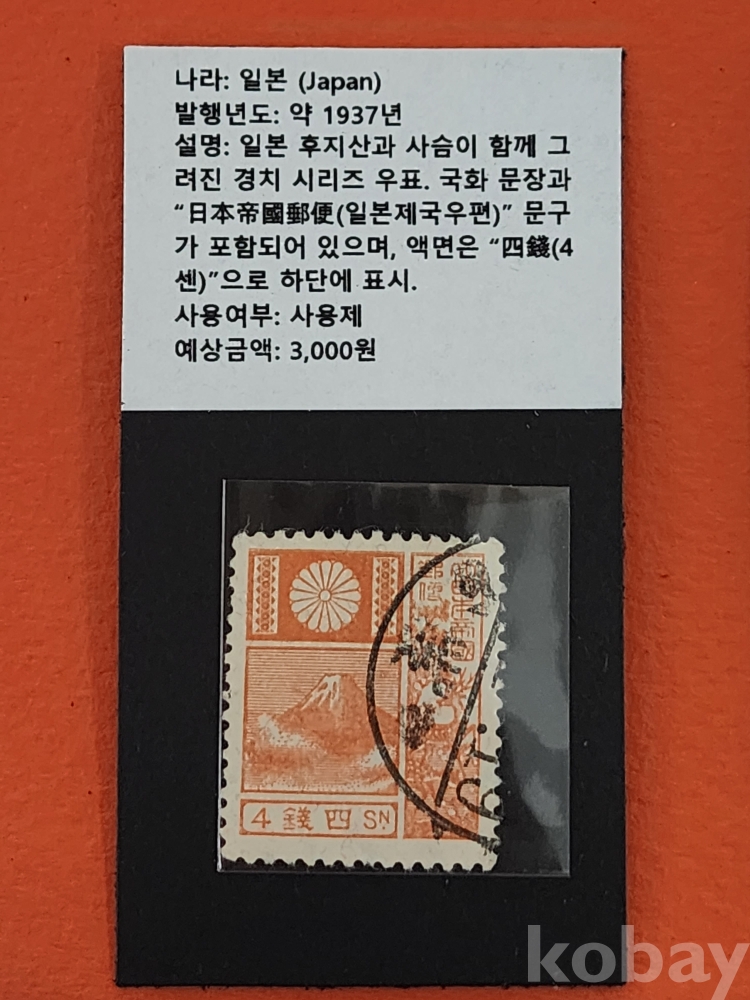 나라: 일본 (Japan)
발행년도: 약 1937년
설명: 일본 후지산과 사슴이 함께 그
려진 경치 시리즈 우표. 국화 문장과
“日本帝國郵便(일본제국우편)” 문구
가 포함되어 있으며, 액면은 “四錢(4
센)”으로 하단에 표시.
사용여부: 사용제
예상금액: 3,000원
4 錢四 SN
kobay